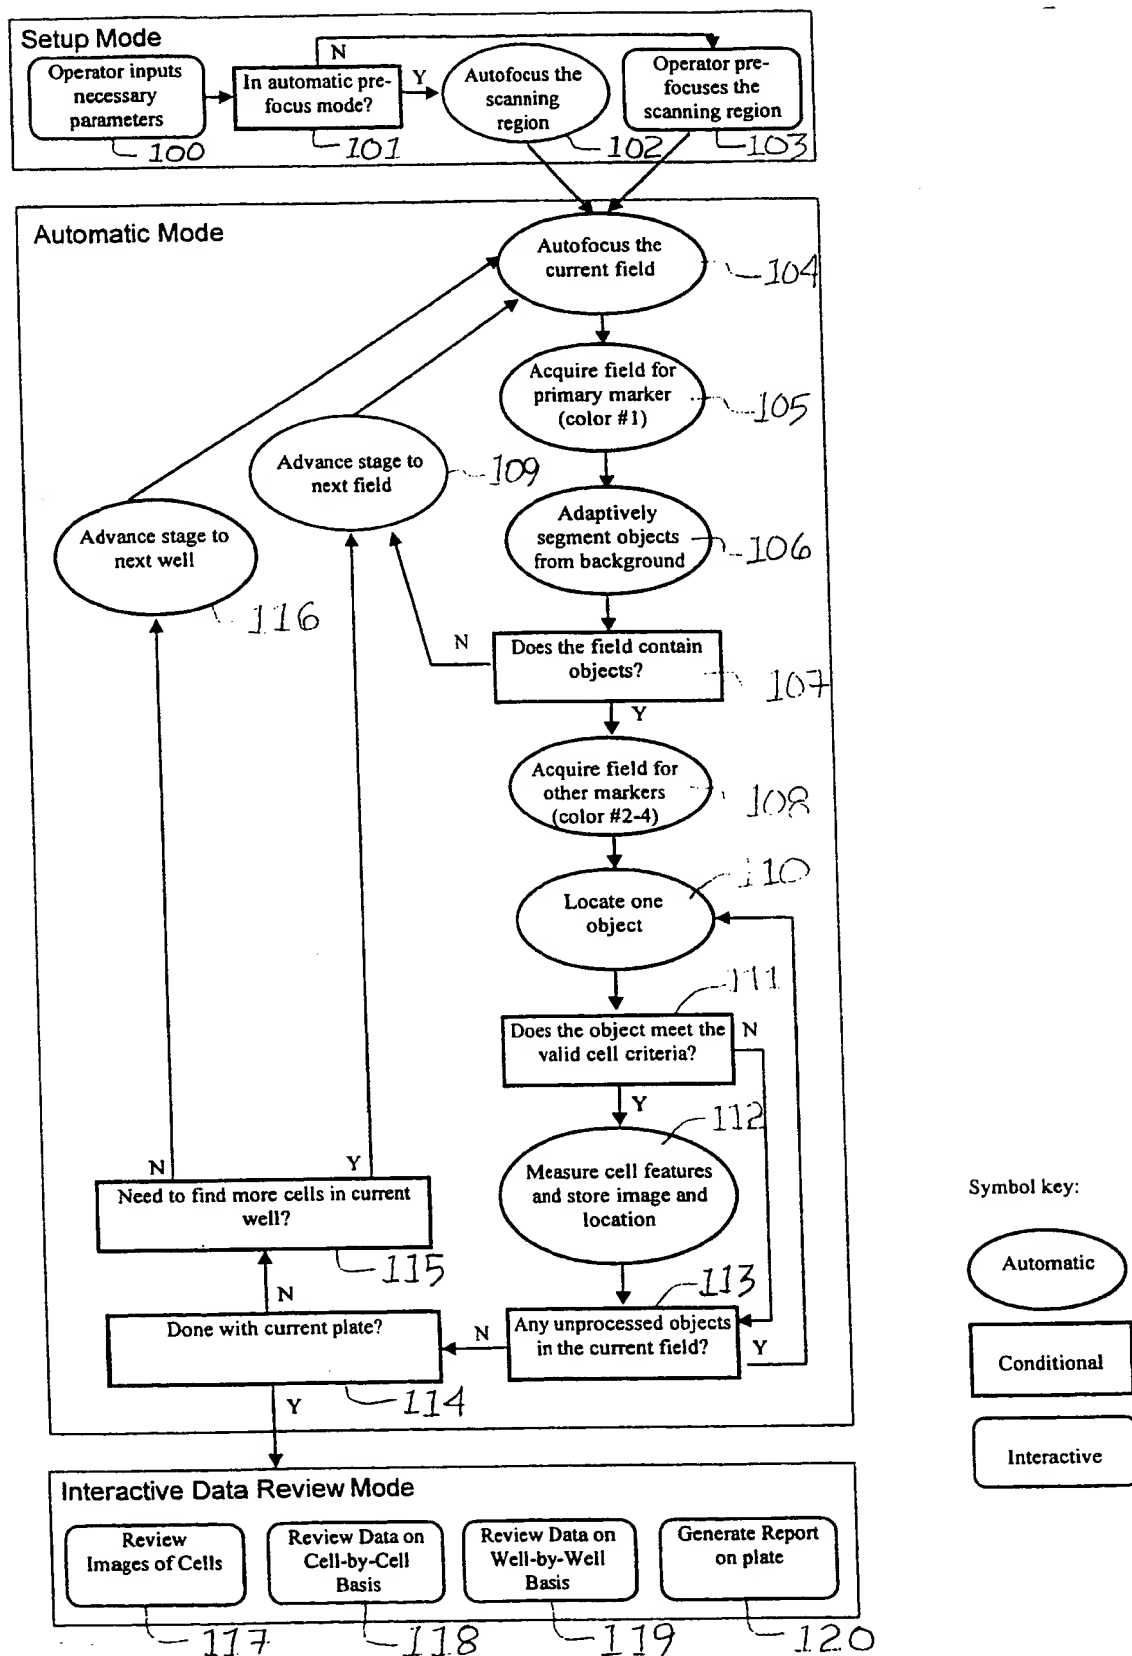 Setup Mode
Operator inputs
necessary
parameters
100
In automatic pre-
focus mode?
101
N
Y
Autofocus the
scanning
region
102
Operator pre-
focuses the
scanning region
103
Automatic Mode
Autofocus the
current field
104
Acquire field for
primary marker
(color #1)
105
Advance stage to
next field
109
Adaptively
segment objects
from background
106
Advance stage to
next well
116
Does the field contain
objects?
107
N
Y
Acquire field for
other markers
(color #2-4)
108
Locate one
object
110
Does the object meet the
valid cell criteria?
111
N
Y
Measure cell features
and store image and
location
112
Any unprocessed objects
in the current field?
113
N
Y
Need to find more cells in current
well?
115
N
Y
Done with current plate?
114
N
Y
Symbol key:
Automatic
Conditional
Interactive
Interactive Data Review Mode
Review
Images of Cells
117
Review Data on
Cell-by-Cell
Basis
118
Review Data on
Well-by-Well
Basis
119
Generate Report
on plate
120